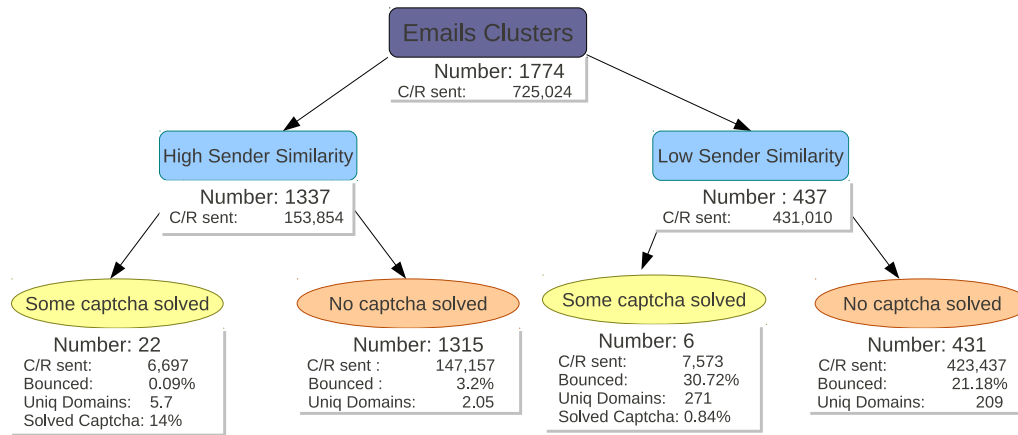 Emails Clusters
Number: 1774
C/R sent: 725,024
High Sender Similarity
Number: 1337
C/R sent: 153,854
Low Sender Similarity
Number : 437
C/R sent: 431,010
Some captcha solved
Number: 22
C/R sent: 6,697
Bounced: 0.09%
Uniq Domains: 5.7
Solved Captcha: 14%
No captcha solved
Number: 1315
C/R sent : 147,157
Bounced : 3.2%
Uniq Domains: 2.05
Some captcha solved
Number: 6
C/R sent: 7,573
Bounced: 30.72%
Uniq Domains: 271
Solved Captcha: 0.84%
No captcha solved
Number: 431
C/R sent: 423,437
Bounced: 21.18%
Uniq Domains: 209